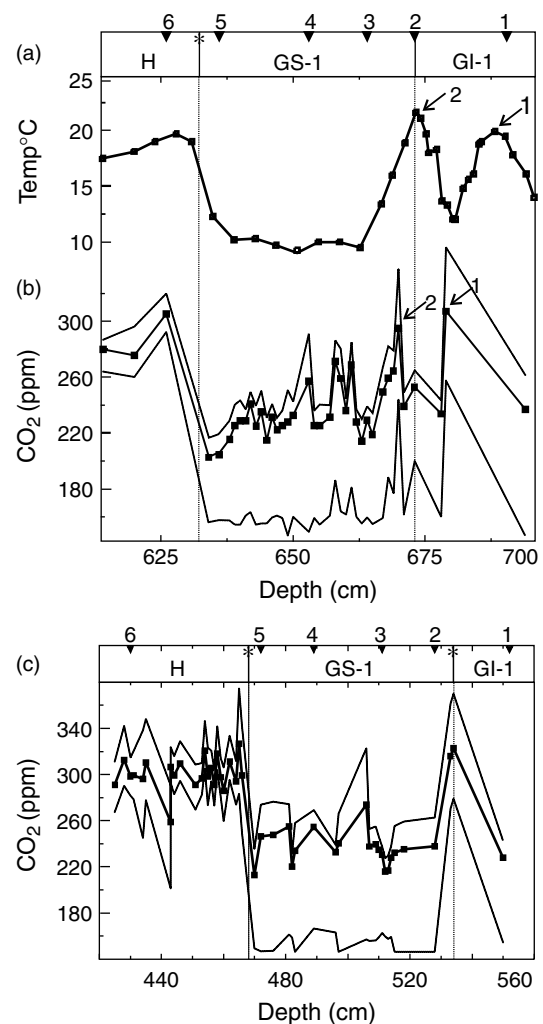 (a)
6 5 4 3 2 1
*
H GS-1 GI-1
25
20
15
10
Temp°C
2
1
(b)
300
260
220
180
CO2 (ppm)
2
1
625 650 675 700
Depth (cm)
(c)
6 5 4 3 2 1
* *
H GS-1 GI-1
340
300
260
220
180
CO2 (ppm)
440 480 520 560
Depth (cm)